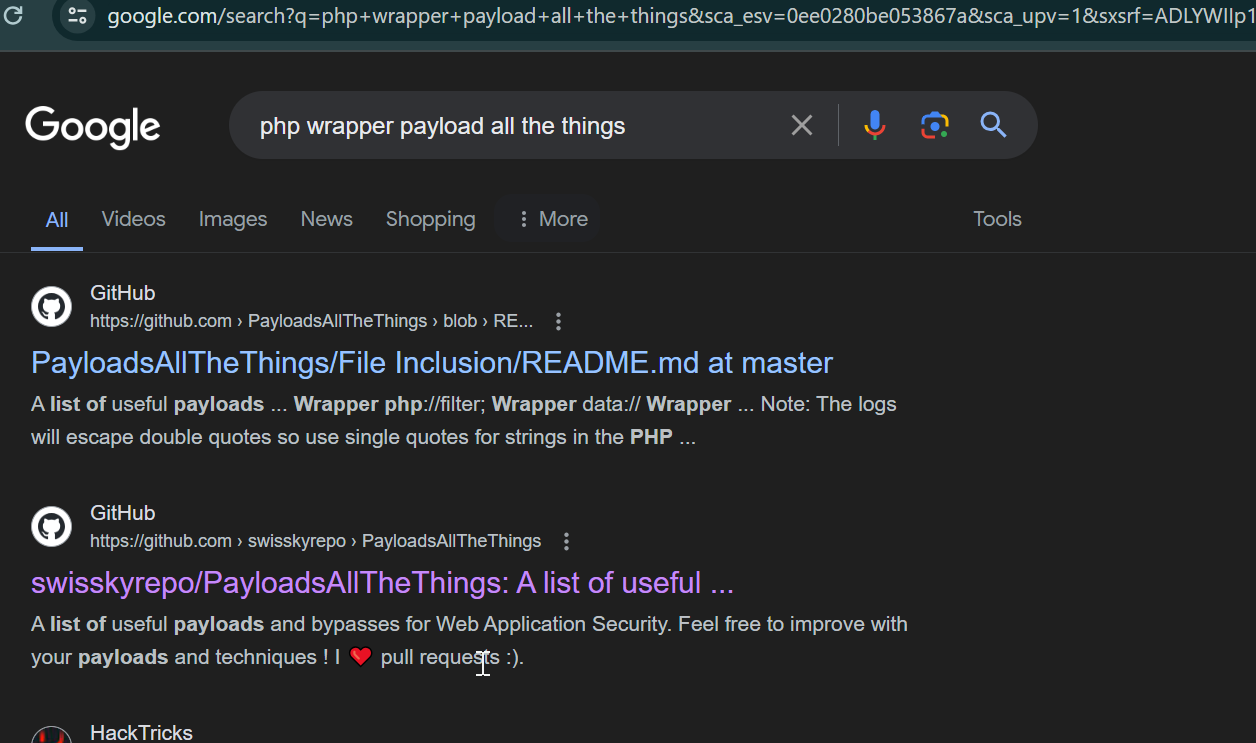 google.com/search?q=php+wrapper+payload+all+the+things&sca_esv=0ee0280be053867a&sca_upv=1&sxsrf=ADLYWIIp1
Google
php wrapper payload all the things
All Videos Images News Shopping More Tools
GitHub
https://github.com › PayloadsAllTheThings › blob › RE...
PayloadsAllTheThings/File Inclusion/README.md at master
A list of useful payloads ... Wrapper php://filter; Wrapper data:// Wrapper ... Note: The logs
will escape double quotes so use single quotes for strings in the PHP ...
GitHub
https://github.com › swisskyrepo › PayloadsAllTheThings
swisskyrepo/PayloadsAllTheThings: A list of useful ...
A list of useful payloads and bypasses for Web Application Security. Feel free to improve with
your payloads and techniques ! I ❤️ pull requests :).
HackTricks